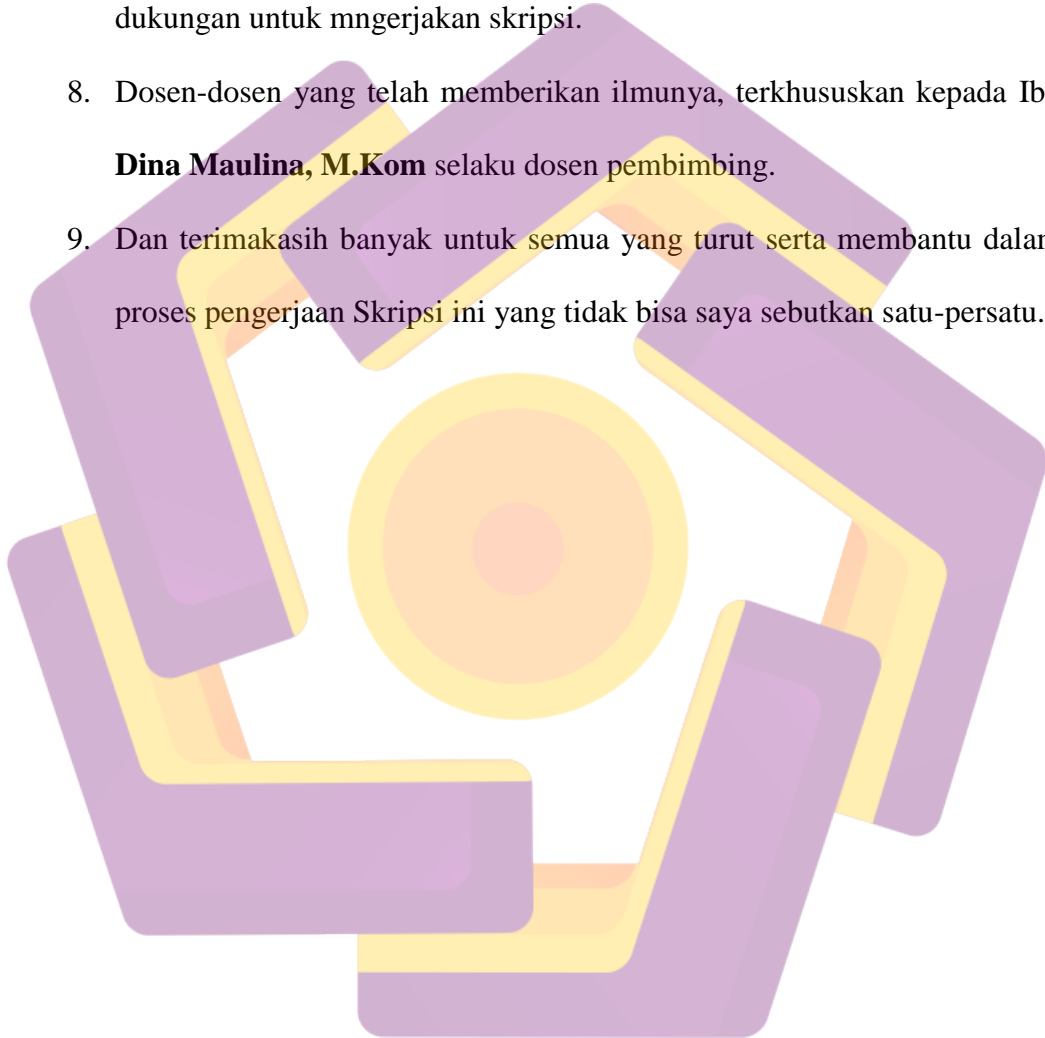 dukungan untuk mngerjakan skripsi.
8. Dosen-dosen yang telah memberikan ilmunya, terkhususkan kepada Ib
Dina Maulina, M.Kom selaku dosen pembimbing.
9. Dan terimakasih banyak untuk semua yang turut serta membantu
proses pengerjaan Skripsi ini yang tidak bisa saya sebutkan satu-persatu.